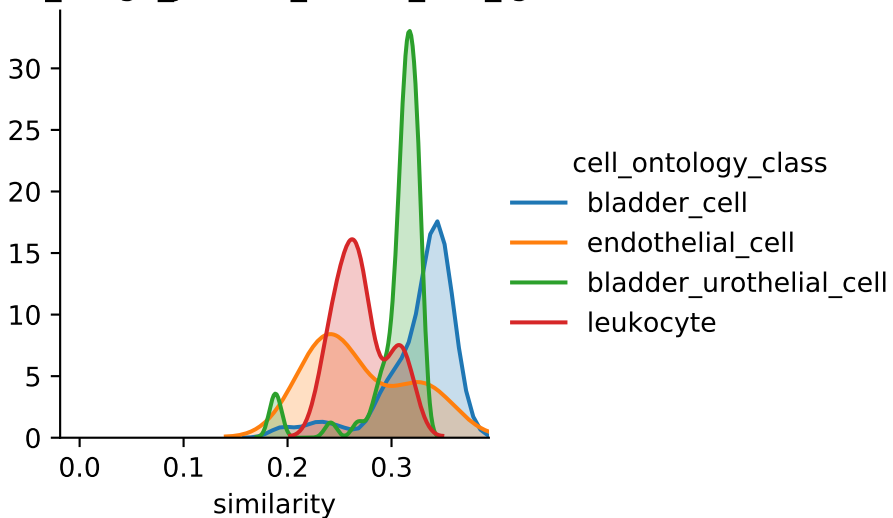 30
25
20
15
10
5
0
0.0 0.1 0.2 0.3
similarity
cell_ontology_class
bladder_cell
endothelial_cell
bladder_urothelial_cell
leukocyte